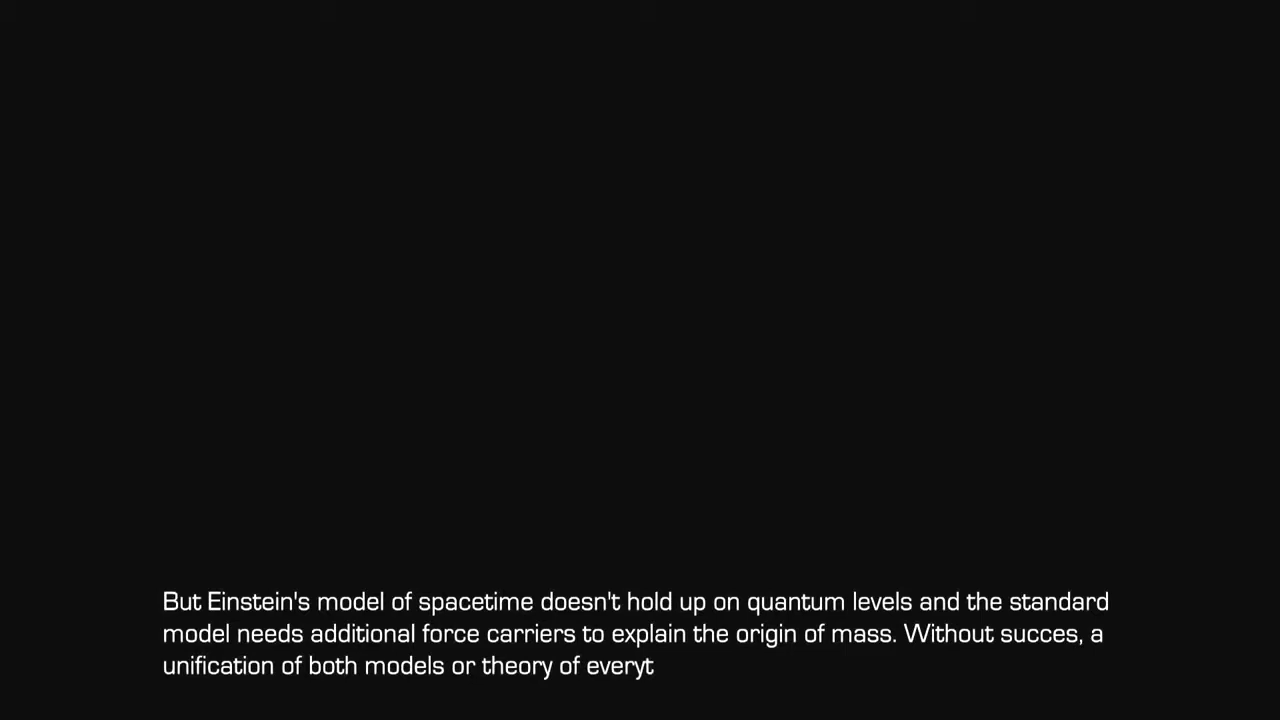 But Einstein's model of spacetime doesn't hold up on quantum levels and the standard
model needs additional force carriers to explain the origin of mass. Without succes, a
unification of both models or theory of everyt